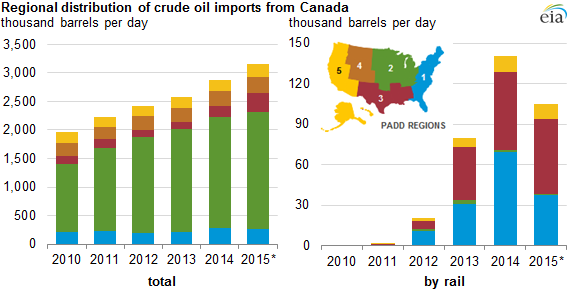 Regional distribution of crude oil imports from Canada
thousand barrels per day
3,500
3,000
2,500
2,000
1,500
1,000
500
0
2010 2011 2012 2013 2014 2015*
total
thousand barrels per day
eia
150
120
90
60
30
0
1
2
3
4
5
PADD REGIONS
2010 2011 2012 2013 2014 2015*
by rail